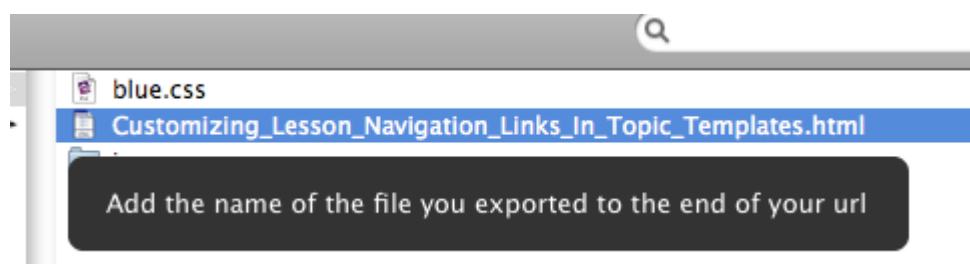 blue.css
Customizing_Lesson_Navigation_Links_In_Topic_Templates.html
Add the name of the file you exported to the end of your url